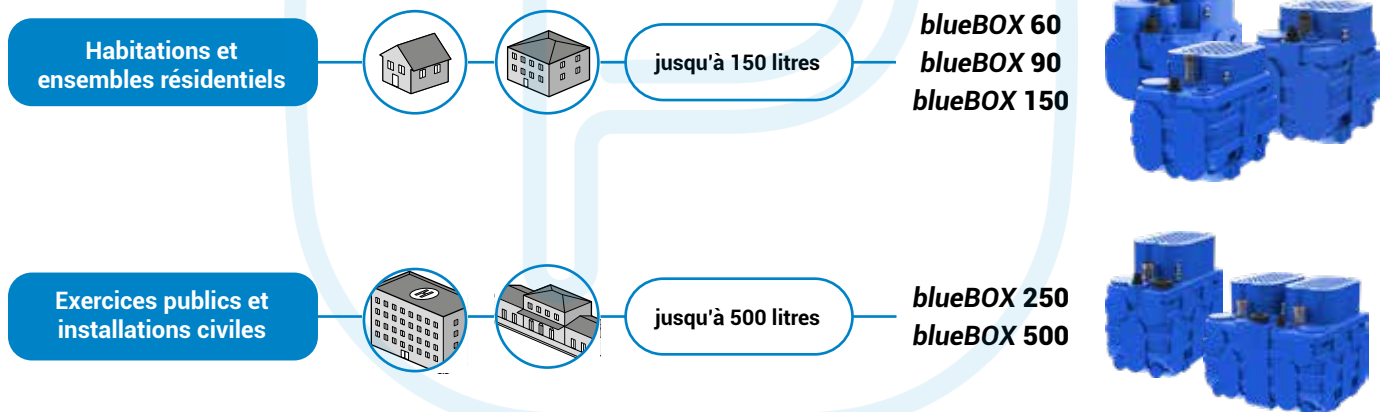 Habitations et
ensembles résidentiels
jusqu'à 150 litres
blueBOX 60
blueBOX 90
blueBOX 150
Exercices publics et
installations civiles
H
jusqu'à 500 litres
blueBOX 250
blueBOX 500